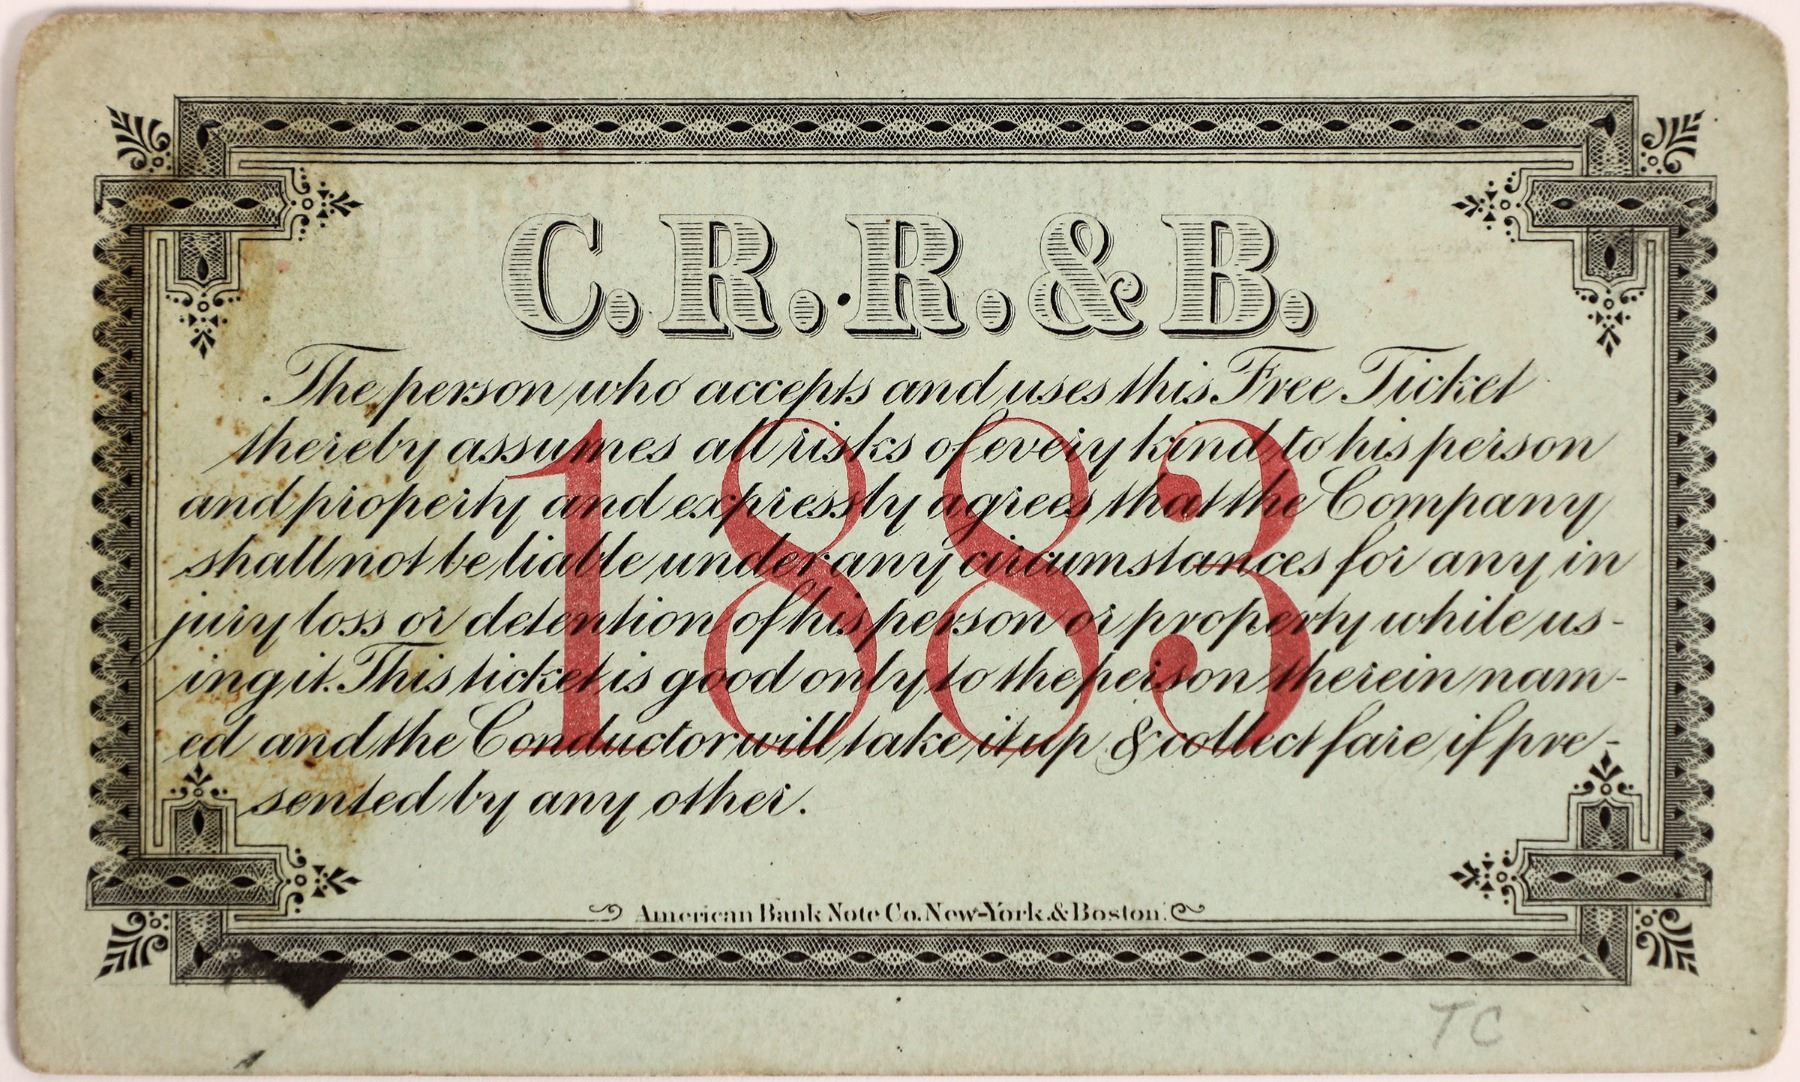 C. R. R. & B.
The person who accepts and uses this Free Ticket
thereby assumes all risks of every kind to his person
and property and expressly agrees that the Company
shall not be liable under any circumstances for any in
jury loss or detention of his person or property while us-
ing it. This ticket is good only to the person therein nam-
ed and the Conductor will take it up & collect fare if pre-
sented by any other.
1883
American Bank Note Co. New-York & Boston.
TC